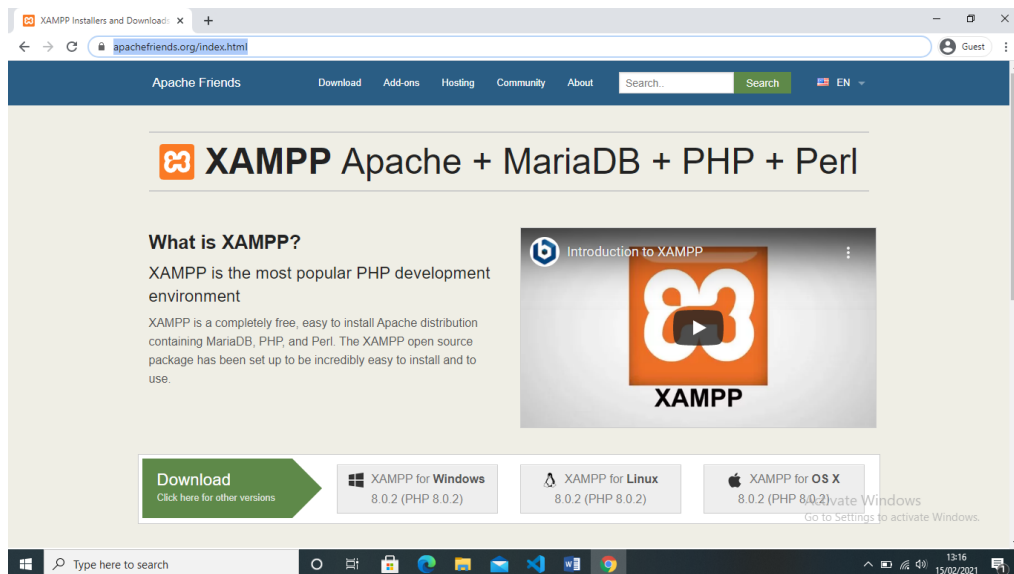 XAMPP Installers and Downloads
apachefriends.org/index.html
Guest
Apache Friends
Download
Add-ons
Hosting
Community
About
Search..
Search
EN
XAMPP Apache + MariaDB + PHP + Perl
What is XAMPP?
XAMPP is the most popular PHP development
environment
XAMPP is a completely free, easy to install Apache distribution
containing MariaDB, PHP, and Perl. The XAMPP open source
package has been set up to be incredibly easy to install and to
use.
Introduction to XAMPP
XAMPP
Download
Click here for other versions
XAMPP for Windows
8.0.2 (PHP 8.0.2)
XAMPP for Linux
8.0.2 (PHP 8.0.2)
XAMPP for OS X
8.0.2 (PHP 8.0.2)
Activate Windows
Go to Settings to activate Windows.
Type here to search
13:16
15/02/2021
1